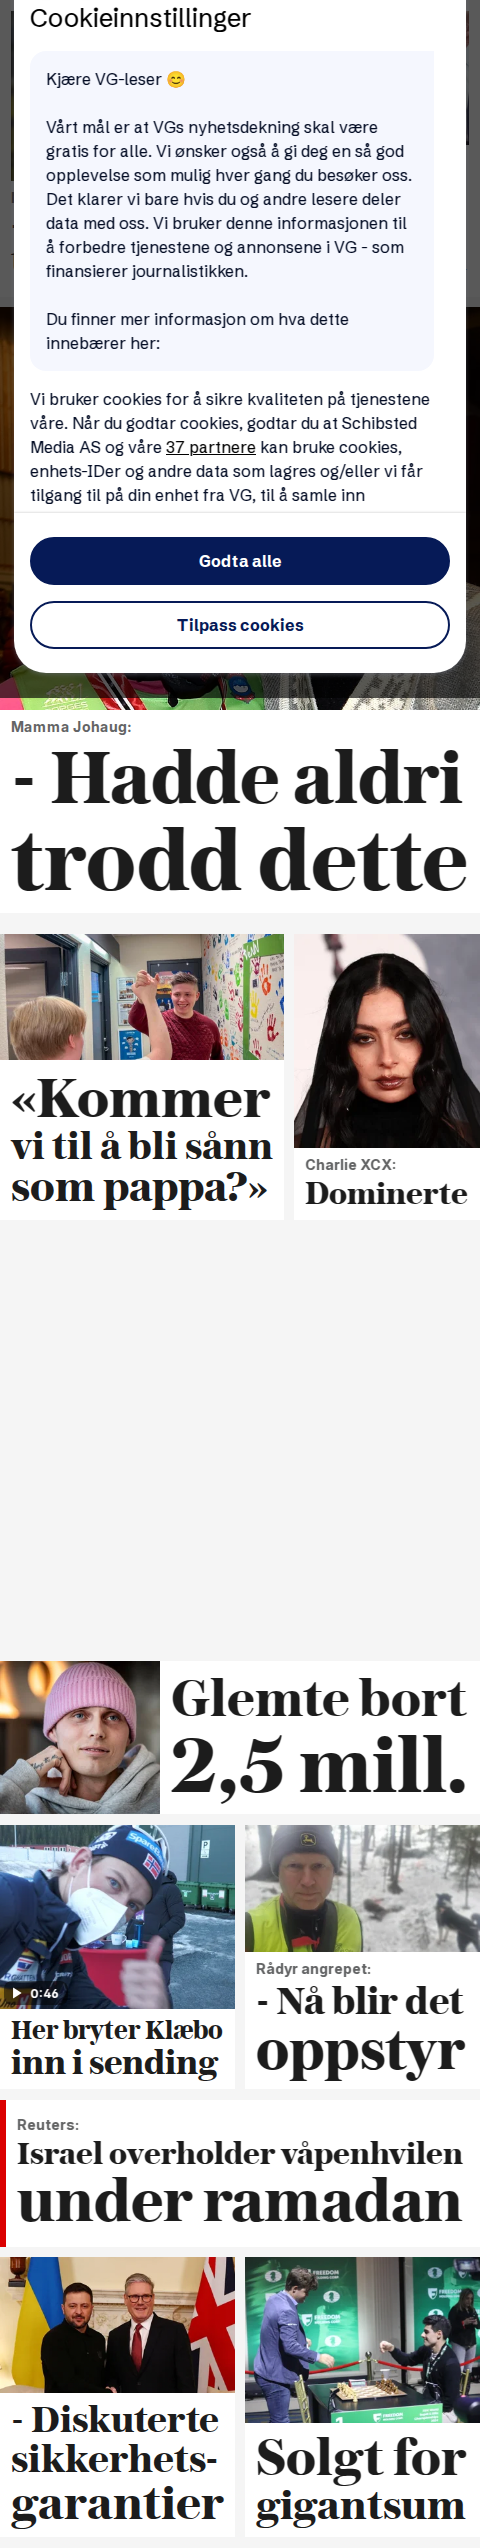 Cookieinnstillinger
Kjære VG-leser 😊
Vårt mål er at VGs nyhetsdekning skal være
gratis for alle. Vi ønsker også å gi deg en så god
opplevelse som mulig hver gang du besøker oss.
Det klarer vi bare hvis du og andre lesere deler
data med oss. Vi bruker denne informasjonen til
å forbedre tjenestene og annonsene i VG - som
finansierer journalistikken.
Du finner mer informasjon om hva dette
innebærer her:
Vi bruker cookies for å sikre kvaliteten på tjenestene
våre. Når du godtar cookies, godtar du at Schibsted
Media AS og våre 37 partnere kan bruke cookies,
enhets-IDer og andre data som lagres og/eller vi får
tilgang til på din enhet fra VG, til å samle inn
Godta alle
Tilpass cookies
Mamma Johaug:
- Hadde aldri
trodd dette
«Kommer
vi til å bli sånn
som pappa?»
Charlie XCX:
Dominerte
Glemte bort
2,5 mill.
0:46
Her bryter Klæbo
inn i sending
Rådyr angrepet:
- Nå blir det
oppstyr
Reuters:
Israel overholder våpenhvilen
under ramadan
- Diskuterte
sikkerhets-
garantier
FREEDOM
FREEDOM
Solgt for
gigantsum